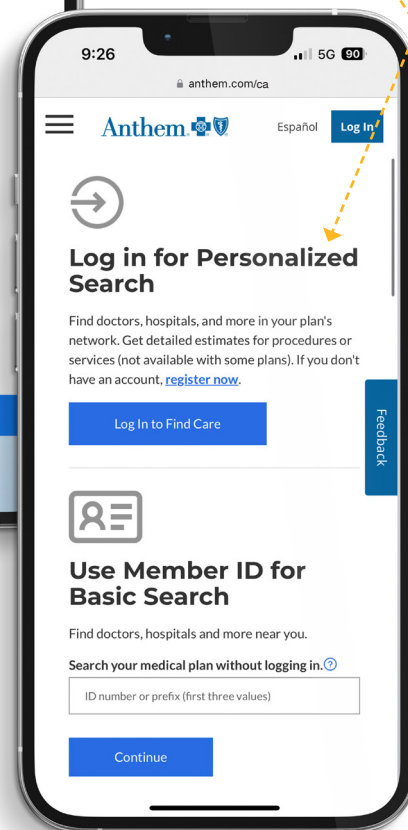 9:26
5G 90
anthem.com/ca
Anthem
Español
Log In
Log in for Personalized
Search
Find doctors, hospitals, and more in your plan's
network. Get detailed estimates for procedures or
services (not available with some plans). If you don't
have an account, register now.
Log In to Find Care
Feedback
Use Member ID for
Basic Search
Find doctors, hospitals and more near you.
Search your medical plan without logging in.?
ID number or prefix (first three values)
Continue